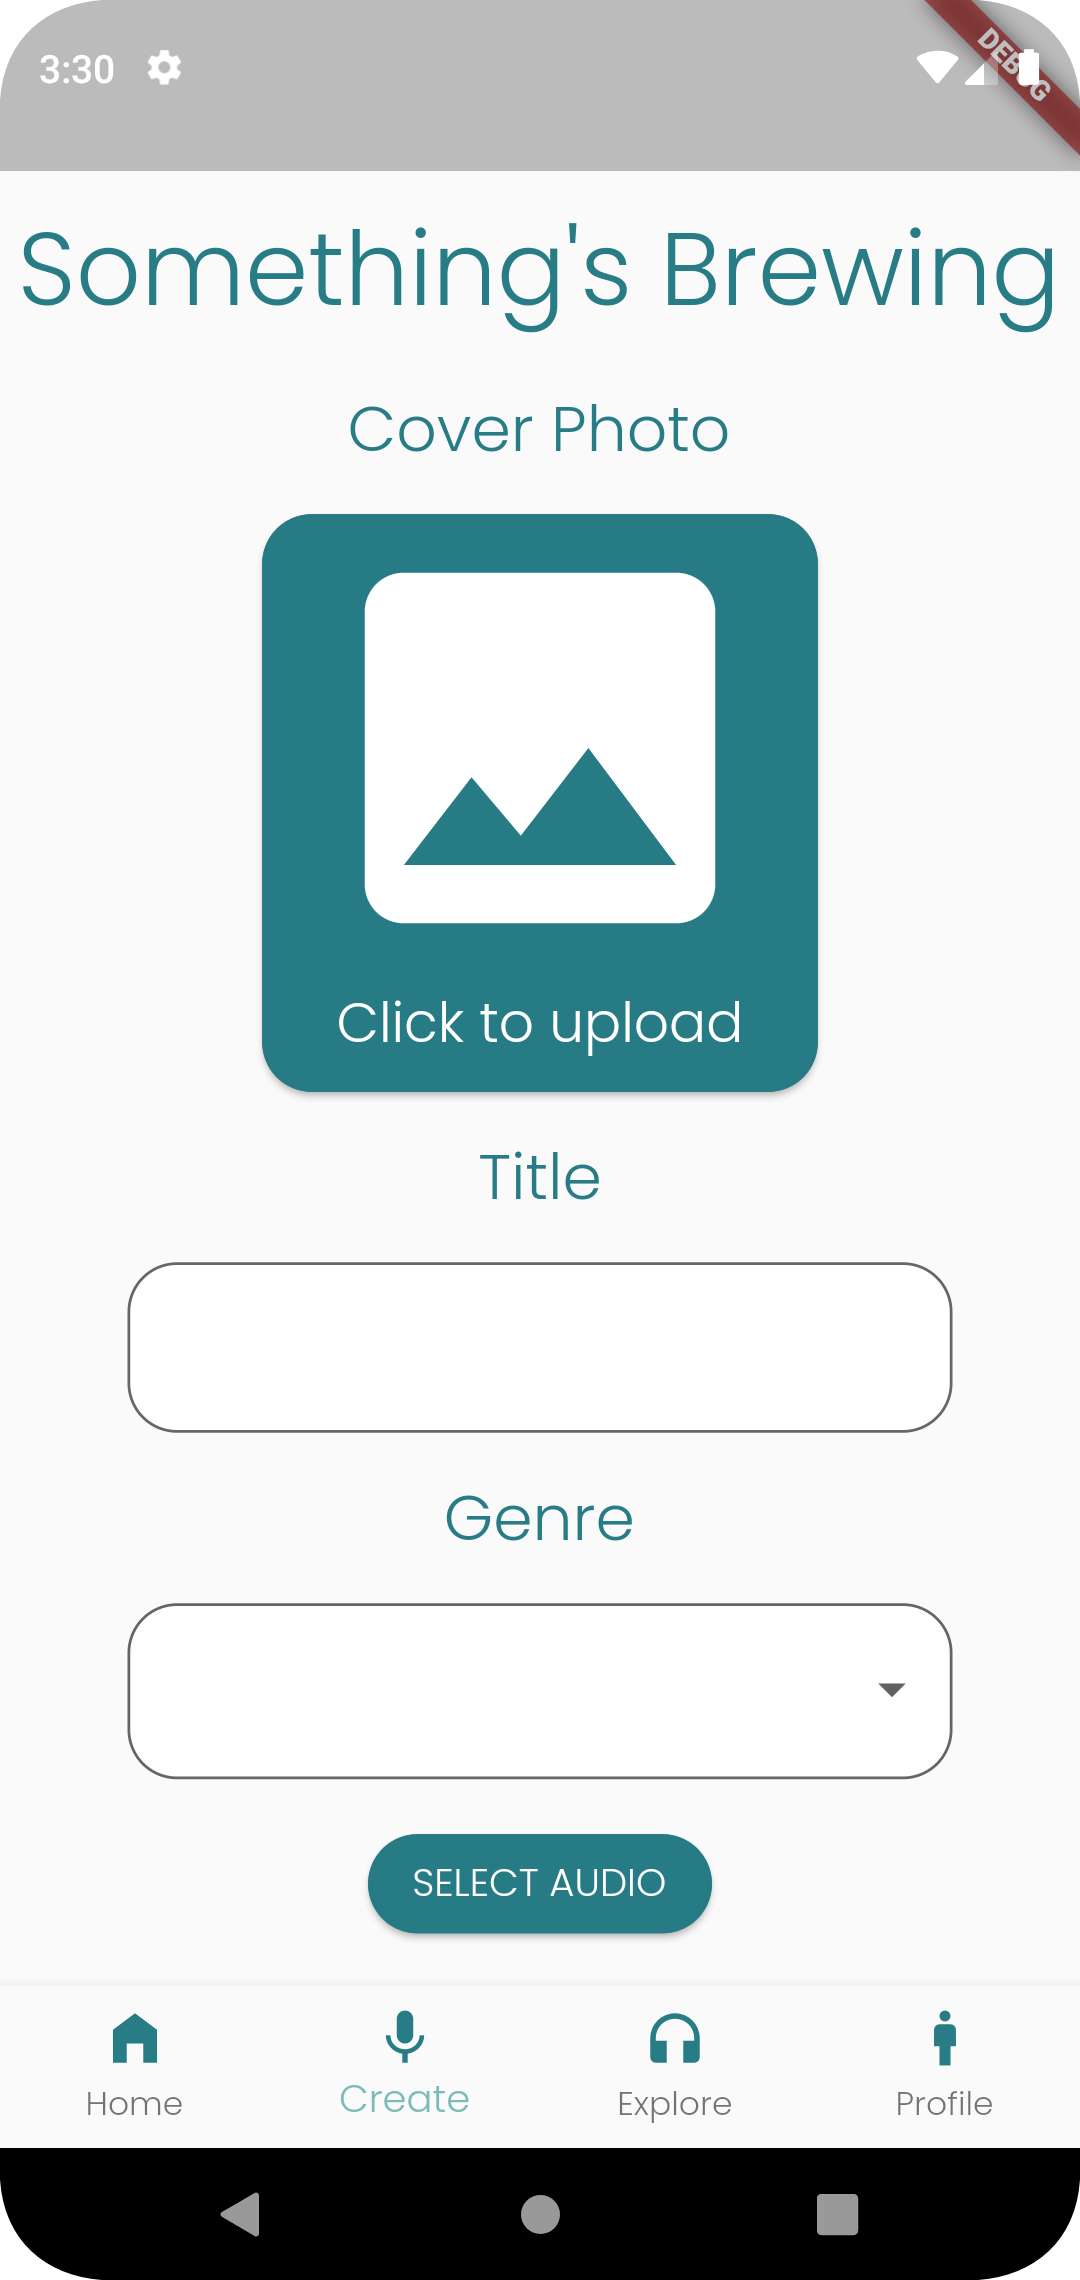 3:30
DEBUG
Something's Brewing
Cover Photo
Click to upload
Title
Genre
SELECT AUDIO
Home
Create
Explore
Profile